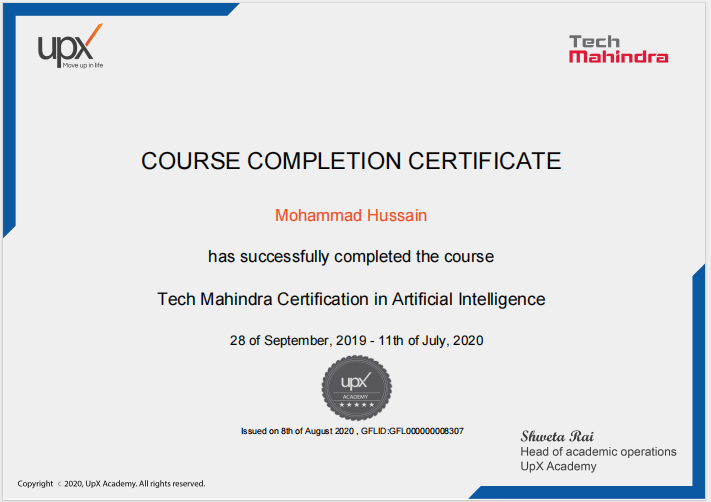 upx
Move up in life
Tech
Mahindra
COURSE COMPLETION CERTIFICATE
Mohammad Hussain
has successfully completed the course
Tech Mahindra Certification in Artificial Intelligence
28 of September, 2019 - 11th of July, 2020
upx
ACADEMY
Issued on 8th of August 2020 , GFLID:GFL000000008307
Shweta Rai
Head of academic operations
UpX Academy
Copyright © 2020, UpX Academy. All rights reserved.